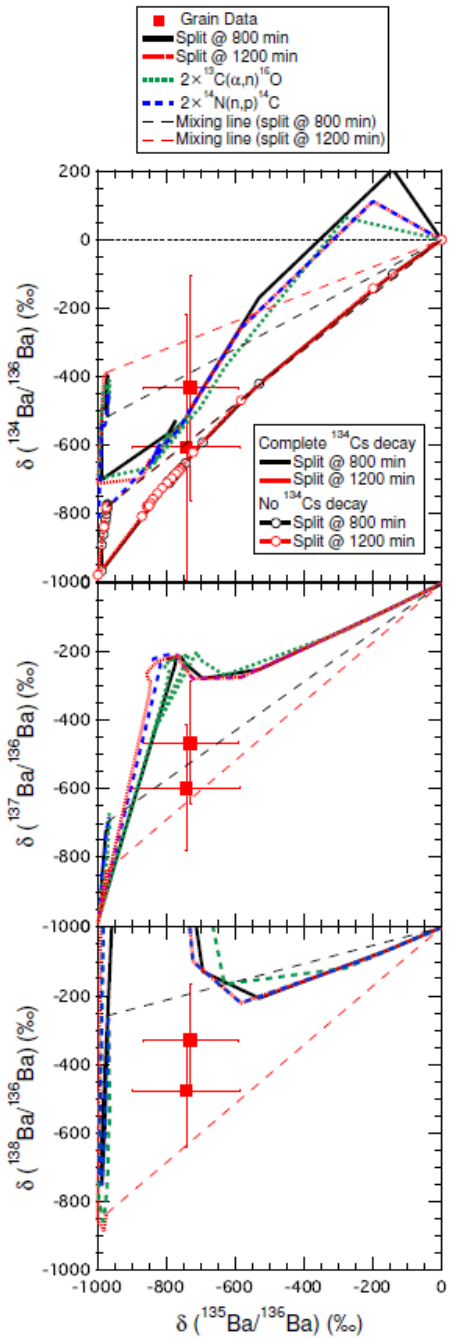 Grain Data
Split @ 800 min
Split @ 1200 min
2×¹³C(α,n)¹⁶O
2×¹⁴N(n,p)¹⁴C
Mixing line (split @ 800 min)
Mixing line (split @ 1200 min)
200
0
-200
-400
-600
-800
-1000
δ (¹³⁴Ba/¹³⁶Ba) (‰)
Complete ¹³⁴Cs decay
Split @ 800 min
Split @ 1200 min
No ¹³⁴Cs decay
Split @ 800 min
Split @ 1200 min
0
-200
-400
-600
-800
-1000
δ (¹³⁷Ba/¹³⁶Ba) (‰)
-200
-400
-600
-800
-1000
δ (¹³⁸Ba/¹³⁶Ba) (‰)
-1000 -800 -600 -400 -200 0
δ (¹³⁵Ba/¹³⁶Ba) (‰)